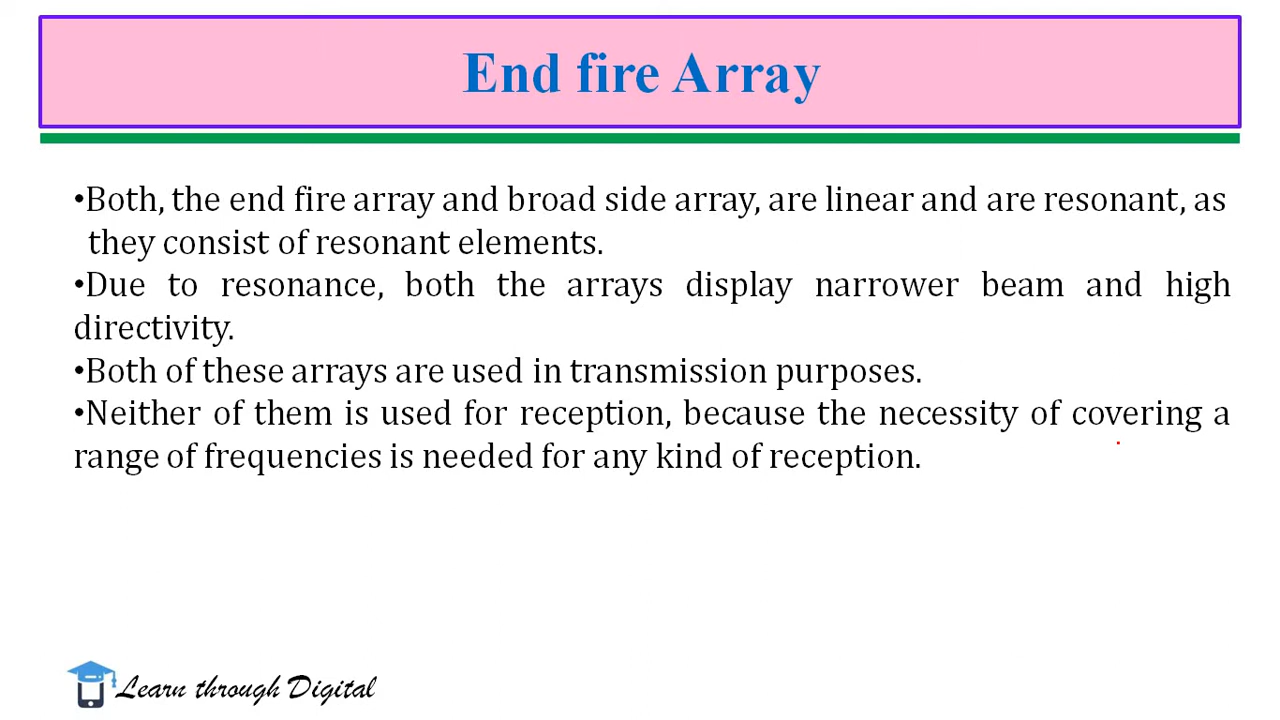 End fire Array
•Both, the end fire array and broad side array, are linear and are resonant, as
they consist of resonant elements.
•Due to resonance, both the arrays display narrower beam and high
directivity.
•Both of these arrays are used in transmission purposes.
•Neither of them is used for reception, because the necessity of covering a
range of frequencies is needed for any kind of reception.
Learn through Digital